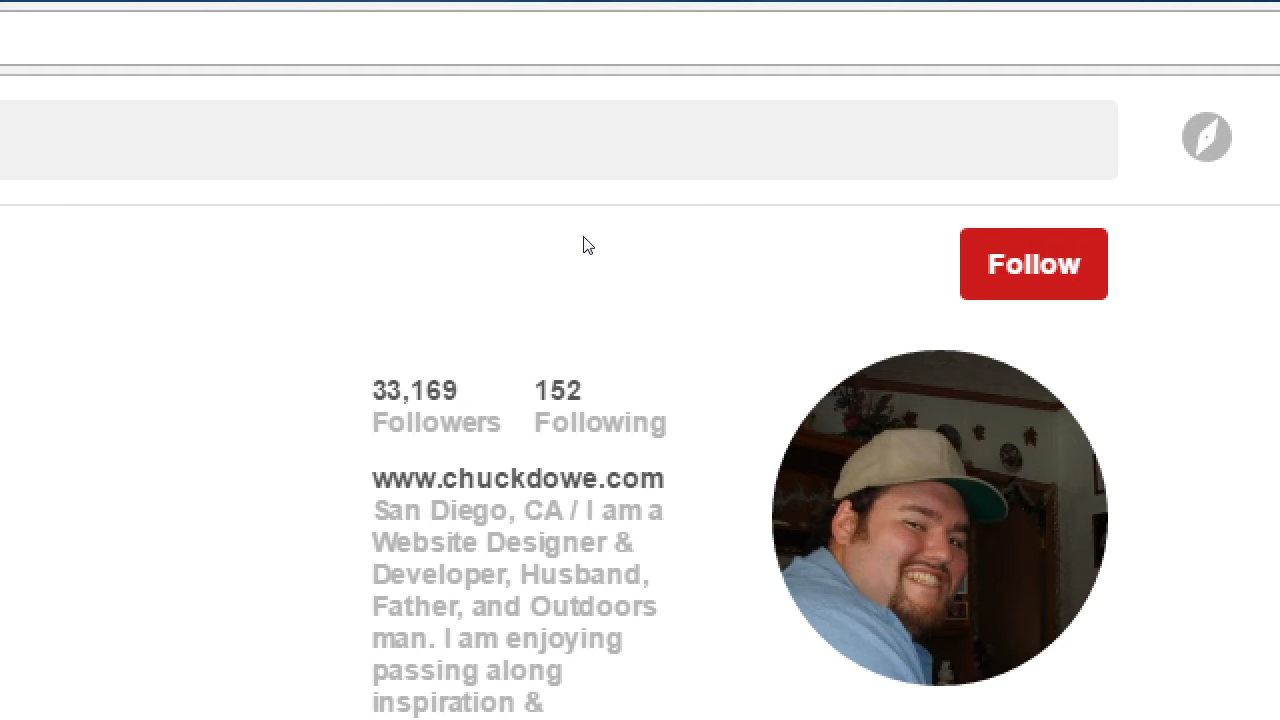 Follow
33,169 152
Followers Following
www.chuckdowe.com
San Diego, CA / I am a
Website Designer &
Developer, Husband,
Father, and Outdoors
man. I am enjoying
passing along
inspiration &